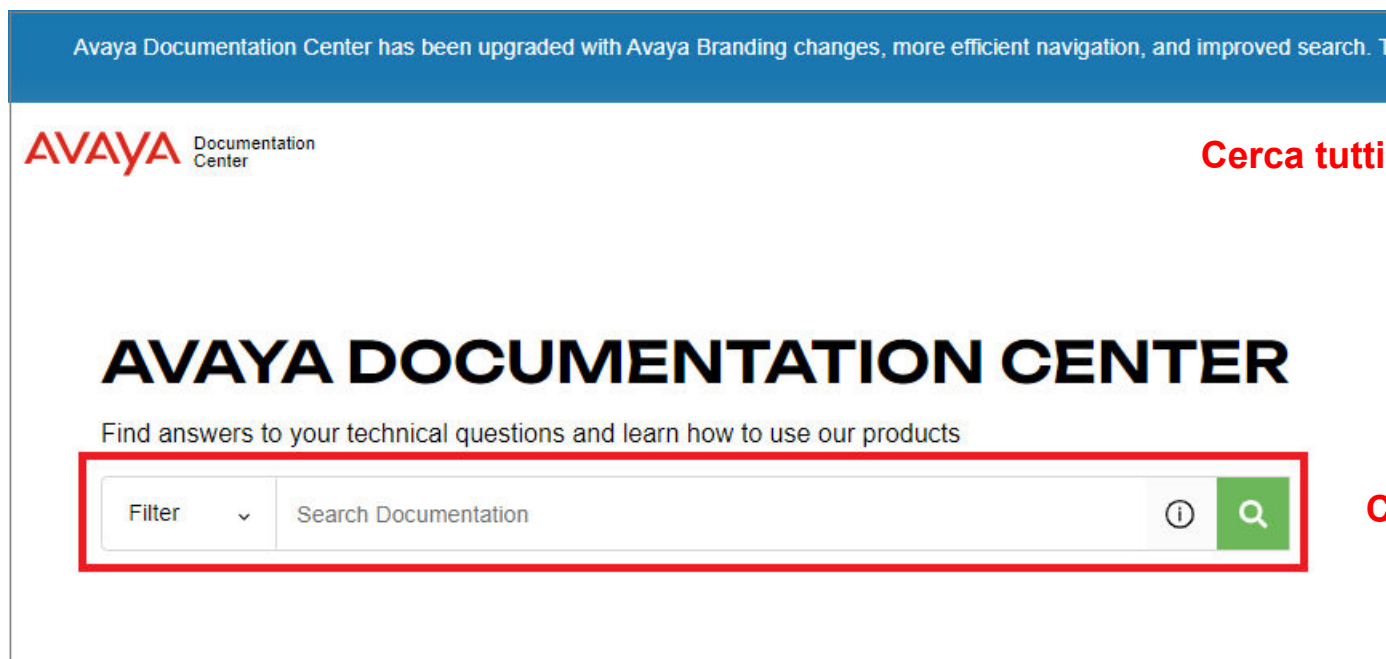 Avaya Documentation Center has been upgraded with Avaya Branding changes, more efficient navigation, and improved search.
AVAYA Documentation
Center
Cerca tutti
AVAYA DOCUMENTATION CENTER
Find answers to your technical questions and learn how to use our products
Filter Search Documentation